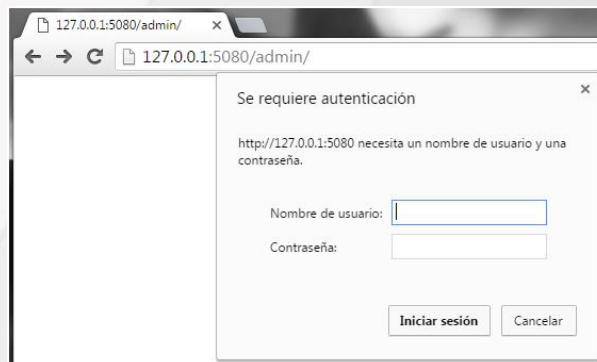 127.0.0.1:5080/admin/
127.0.0.1:5080/admin/
Se requiere autenticación
http://127.0.0.1:5080 necesita un nombre de usuario y una
contraseña.
Nombre de usuario:
Contraseña:
Iniciar sesión Cancelar